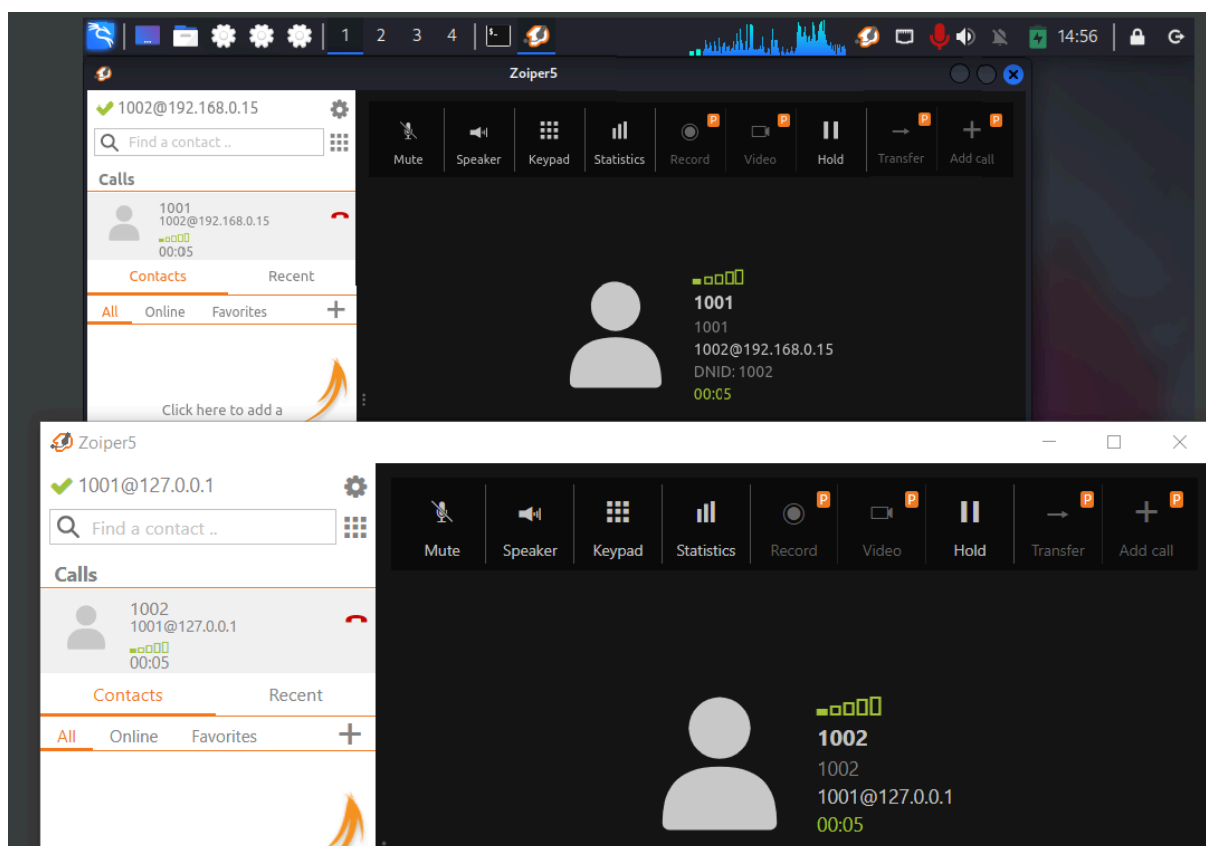 1 2 3 4 14:56
Zoiper5
1002@192.168.0.15
Find a contact ..
Calls
1001
1002@192.168.0.15
00:05
Contacts Recent
All Online Favorites
Click here to add a
P P P P
Mute Speaker Keypad Statistics Record Video Hold Transfer Add call
1001
1001
1002@192.168.0.15
DNID: 1002
00:05
Zoiper5
1001@127.0.0.1
Find a contact ..
Calls
1002
1001@127.0.0.1
00:05
Contacts Recent
All Online Favorites
P P P P
Mute Speaker Keypad Statistics Record Video Hold Transfer Add call
1002
1002
1001@127.0.0.1
00:05